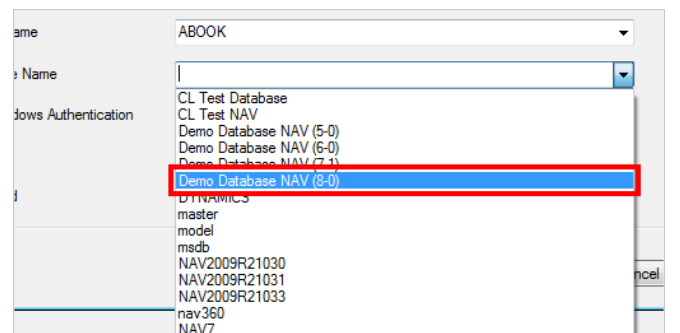 ame ABOOK
e Name
CL Test Database
dows Authentication CL Test NAV
Demo Database NAV (5-0)
Demo Database NAV (6-0)
Demo Database NAV (7-1)
Demo Database NAV (8-0)
d DYNAMICS
master
model
msdb
NAV2009R21030
NAV2009R21031 ncel
NAV2009R21033
nav360
NAV7